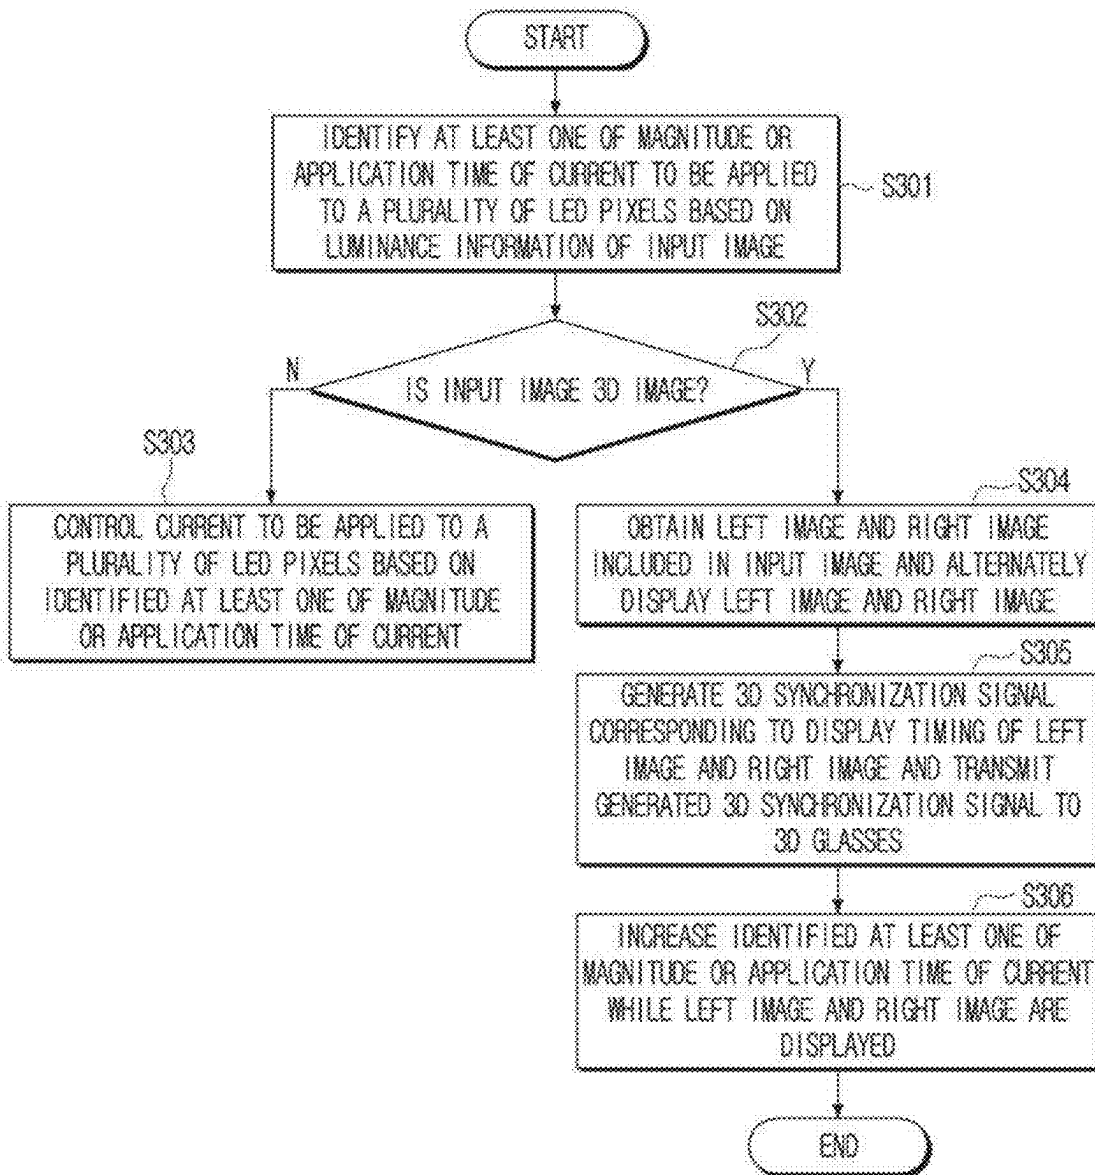 START
IDENTIFY AT LEAST ONE OF MAGNITUDE OR
APPLICATION TIME OF CURRENT TO BE APPLIED
TO A PLURALITY OF LED PIXELS BASED ON
LUMINANCE INFORMATION OF INPUT IMAGE
S301
S302
IS INPUT IMAGE 3D IMAGE?
N
Y
S303
CONTROL CURRENT TO BE APPLIED TO A
PLURALITY OF LED PIXELS BASED ON
IDENTIFIED AT LEAST ONE OF MAGNITUDE
OR APPLICATION TIME OF CURRENT
S304
OBTAIN LEFT IMAGE AND RIGHT IMAGE
INCLUDED IN INPUT IMAGE AND ALTERNATELY
DISPLAY LEFT IMAGE AND RIGHT IMAGE
S305
GENERATE 3D SYNCHRONIZATION SIGNAL
CORRESPONDING TO DISPLAY TIMING OF LEFT
IMAGE AND RIGHT IMAGE AND TRANSMIT
GENERATED 3D SYNCHRONIZATION SIGNAL TO
3D GLASSES
S306
INCREASE IDENTIFIED AT LEAST ONE OF
MAGNITUDE OR APPLICATION TIME OF CURRENT
WHILE LEFT IMAGE AND RIGHT IMAGE ARE
DISPLAYED
END